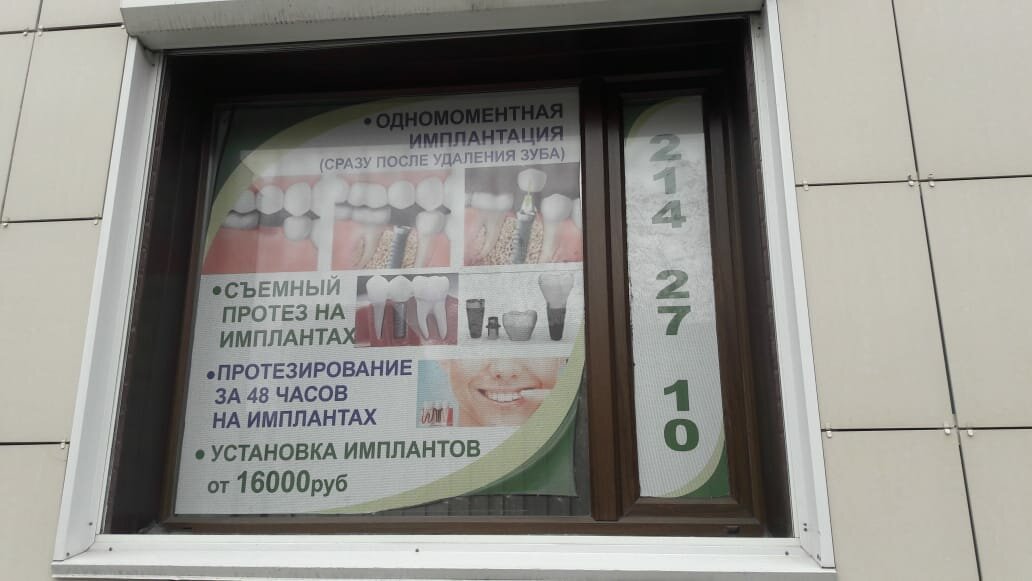 • ОДНОМОМЕНТНАЯ
ИМПЛАНТАЦИЯ
(СРАЗУ ПОСЛЕ УДАЛЕНИЯ ЗУБА)
• СЪЕМНЫЙ
ПРОТЕЗ НА
ИМПЛАНТАХ
• ПРОТЕЗИРОВАНИЕ
ЗА 48 ЧАСОВ
НА ИМПЛАНТАХ
• УСТАНОВКА ИМПЛАНТОВ
от 16000руб
214
27
10